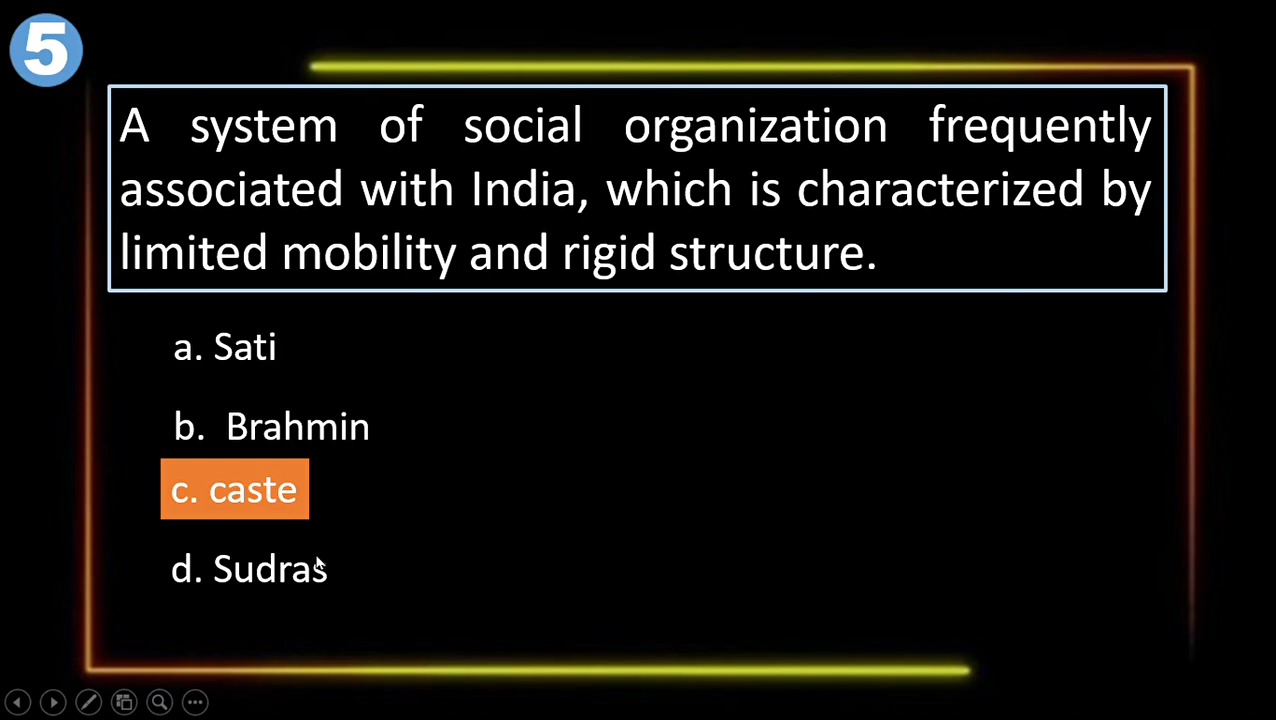 5
A system of social organization frequently
associated with India, which is characterized by
limited mobility and rigid structure.
a. Sati
b. Brahmin
c. caste
d. Sudras